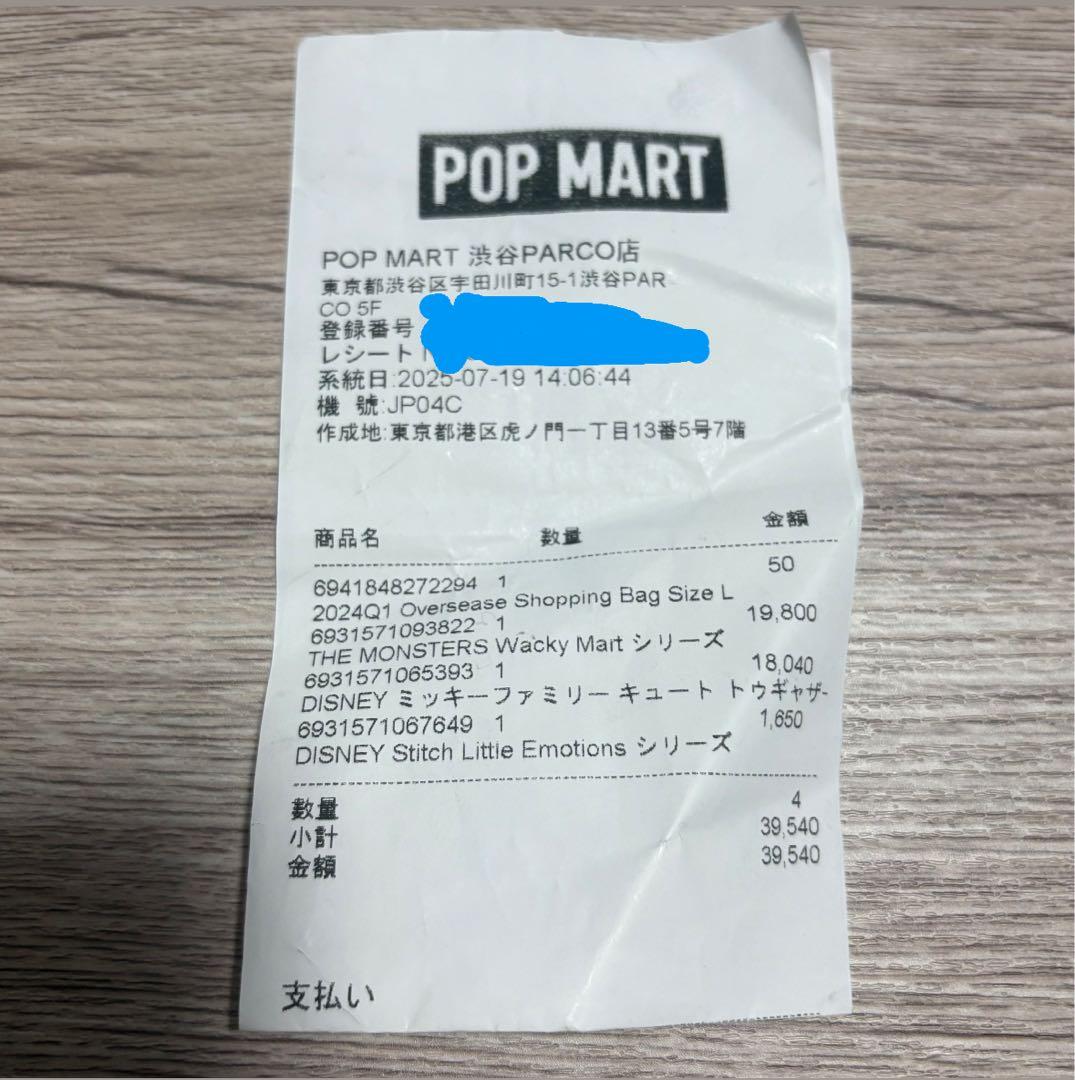 POP MART
POP MART 渋谷PARCO店
東京都渋谷区宇田川町15-1渋谷PAR
CO 5F
登録番号
レシート
系統日:2025-07-19 14:06:44
機 號:JP04C
作成地:東京都港区虎ノ門一丁目13番5号7階
商品名 数量 金額
6941848272294 1 50
2024Q1 Oversease Shopping Bag Size L
6931571093822 1 19,800
THE MONSTERS Wacky Mart シリーズ
6931571065393 1 18,040
DISNEY ミッキーファミリー キュート トゥギャザー
6931571067649 1 1,650
DISNEY Stitch Little Emotions シリーズ
数量 4
小計 39,540
金額 39,540
支払い